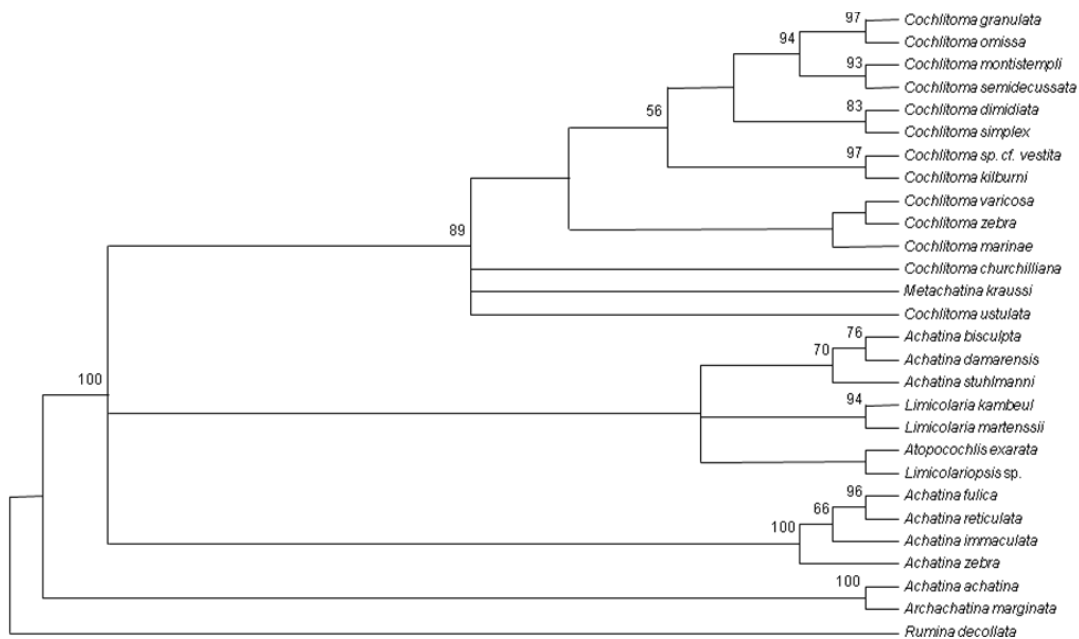 97
Cochlitoma granulata
94
Cochlitoma omissa
Cochlitoma montistempli
93
Cochlitoma semidecussata
56
83
Cochlitoma dimidiata
Cochlitoma simplex
97
Cochlitoma sp. cf. vestita
Cochlitoma kilburni
Cochlitoma varicosa
89
Cochlitoma zebra
Cochlitoma marinae
Cochlitoma churchilliana
Metachatina kraussi
Cochlitoma ustulata
76
Achatina bisculpta
70
Achatina damarensis
100
Achatina stuhlmanni
94
Limicolaria kambeul
Limicolaria martenssii
Atopocochlis exarata
Limicolariopsis sp.
96
Achatina fulica
66
Achatina reticulata
100
Achatina immaculata
Achatina zebra
100
Achatina achatina
Archachatina marginata
Rumina decollata